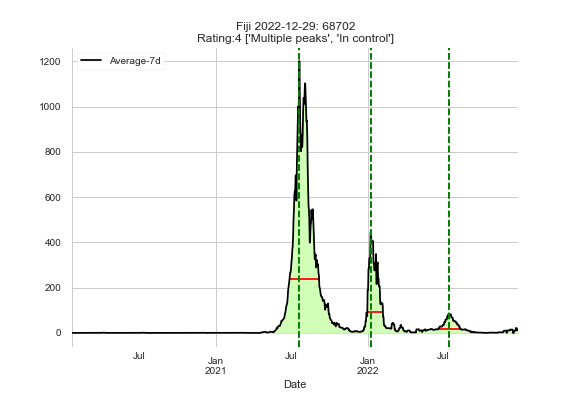 Fiji 2022-12-29: 68702
Rating:4 ['Multiple peaks', 'In control']
Average-7d
1200
1000
800
600
400
200
0
Jul
Jan
2021
Jul
Jan
2022
Jul
Date